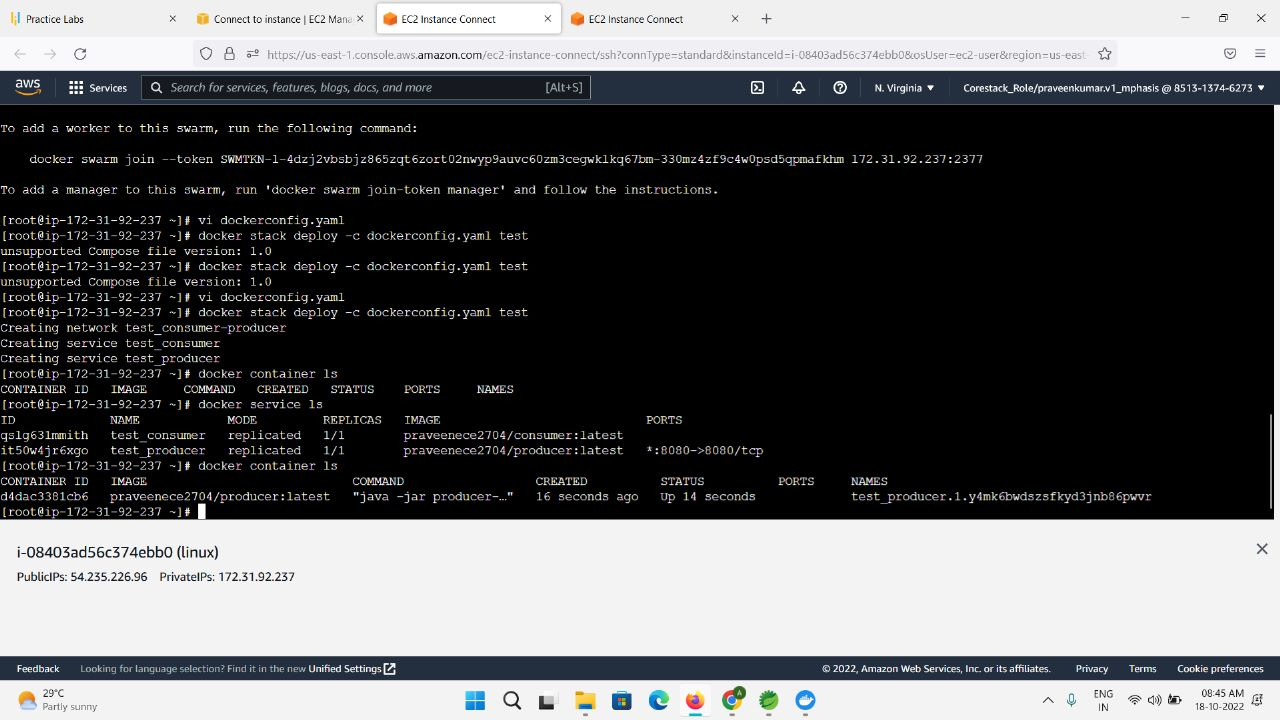 Practice Labs
Connect to instance | EC2 Mana
EC2 Instance Connect
EC2 Instance Connect
https://us-east-1.console.aws.amazon.com/ec2-instance-connect/ssh?connType=standard&instanceId=i-08403ad56c374ebb0&osUser=ec2-user&region=us-east-
aws
Services
Search for services, features, blogs, docs, and more
[Alt+S]
N. Virginia
Corestack_Role/praveenkumar.v1_mphasis @ 8513-1374-6273
To add a worker to this swarm, run the following command:
docker swarm join --token SWMTKN-1-4dzj2vbsbjz865zqt6zort02nwyp9auvc60zm3cegwklkq67bm-330mz4zf9c4w0psd5qpmafkhm 172.31.92.237:2377
To add a manager to this swarm, run 'docker swarm join-token manager' and follow the instructions.
[root@ip-172-31-92-237 ~]# vi dockerconfig.yaml
[root@ip-172-31-92-237 ~]# docker stack deploy -c dockerconfig.yaml test
unsupported Compose file version: 1.0
[root@ip-172-31-92-237 ~]# docker stack deploy -c dockerconfig.yaml test
unsupported Compose file version: 1.0
[root@ip-172-31-92-237 ~]# vi dockerconfig.yaml
[root@ip-172-31-92-237 ~]# docker stack deploy -c dockerconfig.yaml test
Creating network test_consumer-producer
Creating service test_consumer
Creating service test_producer
[root@ip-172-31-92-237 ~]# docker container ls
CONTAINER ID   IMAGE     COMMAND   CREATED   STATUS    PORTS     NAMES
[root@ip-172-31-92-237 ~]# docker service ls
ID             NAME            MODE         REPLICAS   IMAGE                            PORTS
qslg631mmith   test_consumer   replicated   1/1        praveenece2704/consumer:latest
it50w4jr6xgo   test_producer   replicated   1/1        praveenece2704/producer:latest   *:8080->8080/tcp
[root@ip-172-31-92-237 ~]# docker container ls
CONTAINER ID   IMAGE                            COMMAND                  CREATED          STATUS          PORTS     NAMES
d4dac3381cb6   praveenece2704/producer:latest   "java -jar producer-…"   16 seconds ago   Up 14 seconds             test_producer.1.y4mk6bwdszsfkyd3jnb86pwvr
[root@ip-172-31-92-237 ~]#
i-08403ad56c374ebb0 (linux)
PublicIPs: 54.235.226.96 PrivateIPs: 172.31.92.237
Feedback
Looking for language selection? Find it in the new Unified Settings
© 2022, Amazon Web Services, Inc. or its affiliates.
Privacy
Terms
Cookie preferences
29°C
Partly sunny
A
ENG
IN
08:45 AM
18-10-2022